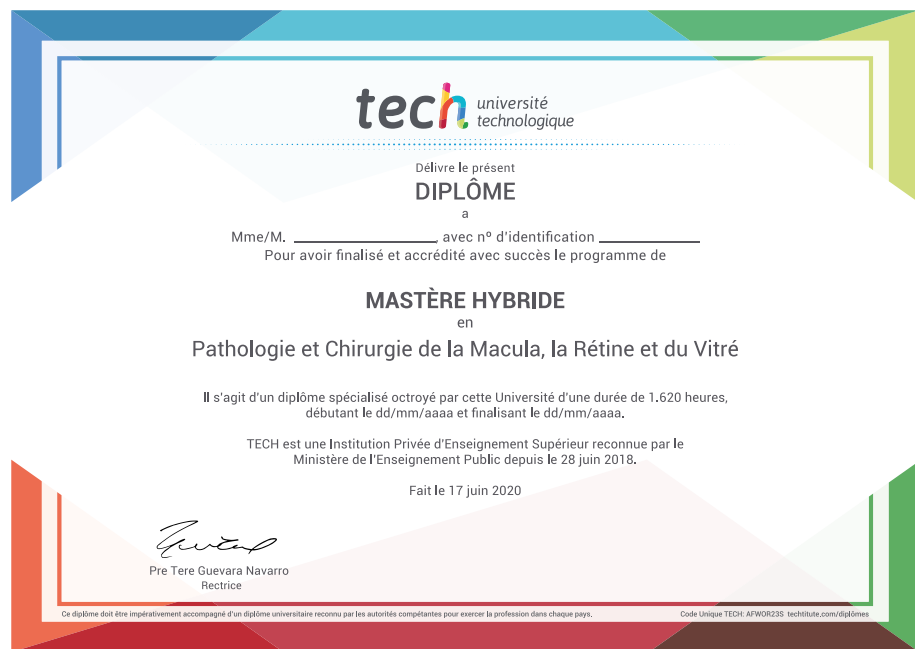 tech université
technologique
Délivre le présent
DIPLÔME
a
Mme/M. ____________________, avec nº d'identification ______________
Pour avoir finalisé et accrédité avec succès le programme de
MASTÈRE HYBRIDE
en
Pathologie et Chirurgie de la Macula, la Rétine et du Vitré
Il s'agit d'un diplôme spécialisé octroyé par cette Université d'une durée de 1.620 heures,
débutant le dd/mm/aaaa et finalisant le dd/mm/aaaa.
TECH est une Institution Privée d'Enseignement Supérieur reconnue par le
Ministère de l'Enseignement Public depuis le 28 juin 2018.
Fait le 17 juin 2020
Pre Tere Guevara Navarro
Rectrice
Ce diplôme doit être impérativement accompagné d'un diplôme universitaire reconnu par les autorités compétentes pour exercer la profession dans chaque pays.
Code Unique TECH: AFWOR23S techtitute.com/diplômes